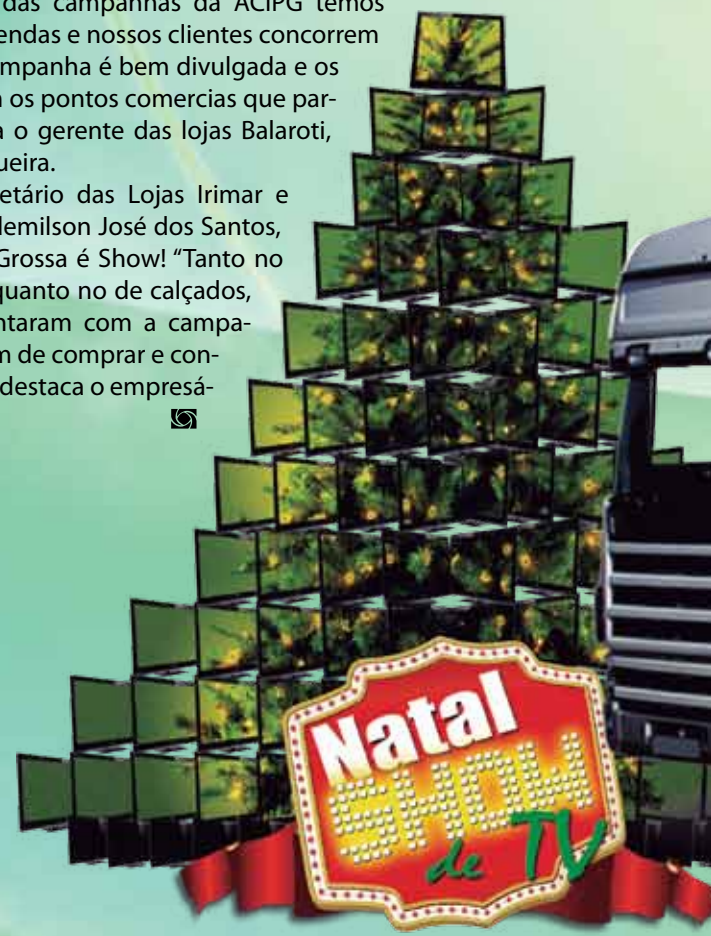 das campanhas da ACIPG temos
endas e nossos clientes concorrem
mpanha é bem divulgada e os
os pontos comercias que par-
a o gerente das lojas Balaroti,
ueira.
etário das Lojas Irimar e
demilson José dos Santos,
Grossa é Show! “Tanto no
quanto no de calçados,
ntaram com a campa-
m de comprar e con-
destaca o empresá-
Natal
SHOW
de TV